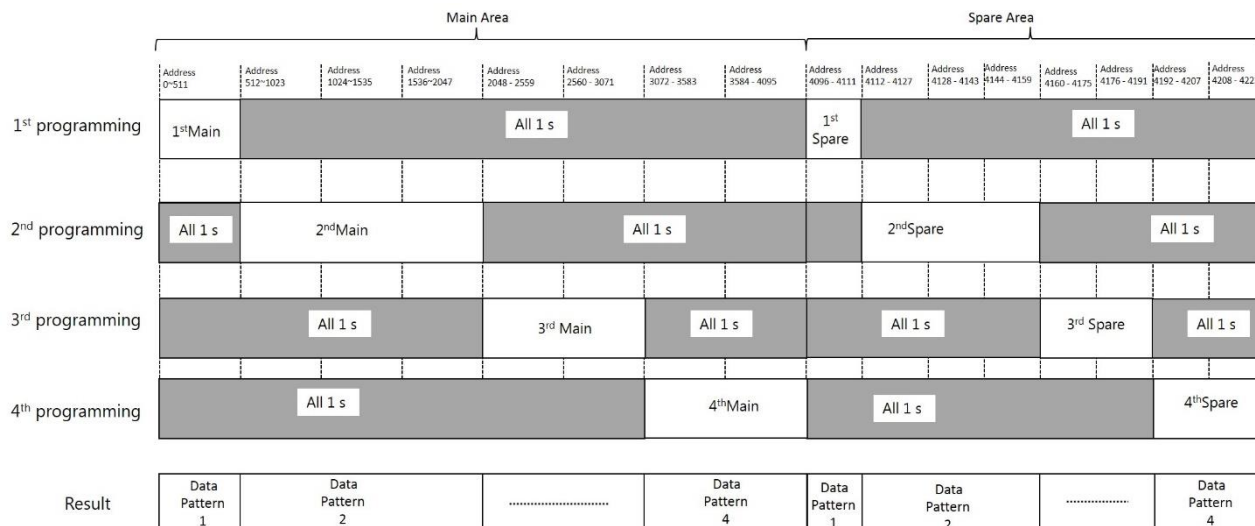 Main Area
Spare Area
Address 0~511
Address 512~1023
Address 1024~1535
Address 1536~2047
Address 2048 - 2559
Address 2560 - 3071
Address 3072 - 3583
Address 3584 - 4095
Address 4096 - 4111
Address 4112 - 4127
Address 4128 - 4143
Address 4144 - 4159
Address 4160 - 4175
Address 4176 - 4191
Address 4192 - 4207
Address
1st programming
1stMain
All 1 s
1st Spare
All 1 s
2nd programming
All 1 s
2ndMain
All 1 s
2ndSpare
All 1 s
3rd programming
All 1 s
3rd Main
All 1 s
All 1 s
3rd Spare
All 1 s
4th programming
All 1 s
4thMain
All 1 s
4thSpare
Result
Data Pattern 1
Data Pattern 2
....................
Data Pattern 4
Data Pattern 1
Data Pattern 2
...............
Data Pattern 4